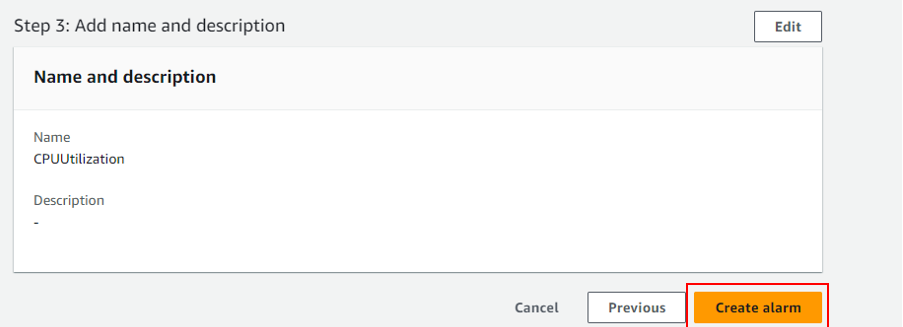 Step 3: Add name and description
Edit
Name and description
Name
CPUUtilization
Description
-
Cancel
Previous
Create alarm